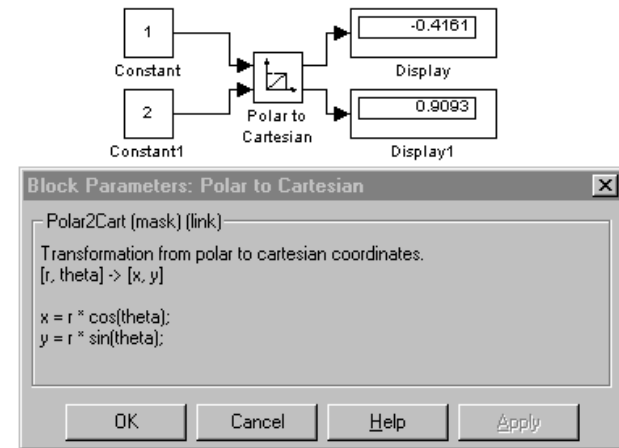 1
-0.4161
Constant
Display
2
0.9093
Polar to
Cartesian
Constant1
Display1
Block Parameters: Polar to Cartesian
Polar2Cart (mask) (link)
Transformation from polar to cartesian coordinates.
[r, theta] -> [x, y]
x = r * cos(theta);
y = r * sin(theta);
OK
Cancel
Help
Apply